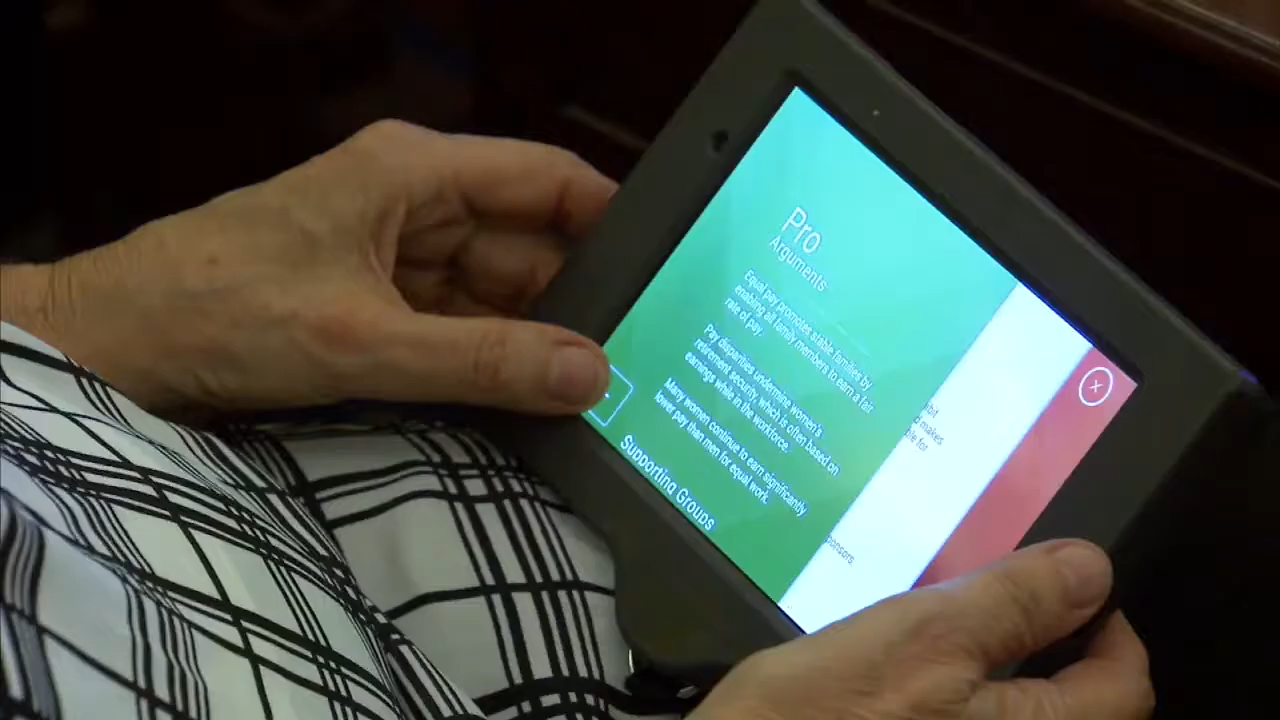 Pro
Arguments
Equal pay promotes stable families by
enabling all family members to earn a fair
rate of pay
Pay disparities undermine women's
retirement security, which is often based on
earnings while in the workforce.
Many women continue to earn significantly
lower pay than men for equal work.
Supporting Groups
makes
for